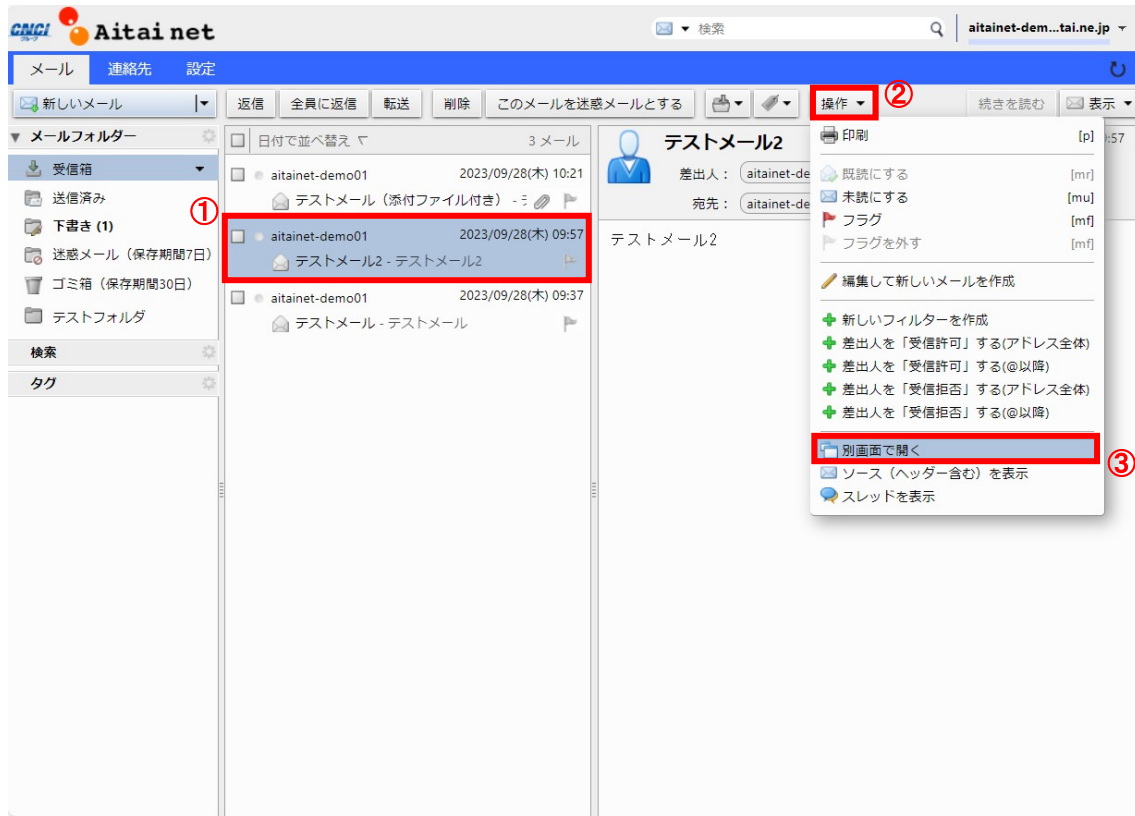 CNCI グループ Aitai net
検索
aitainet-dem...tai.ne.jp
メール 連絡先 設定
新しいメール
返信 全員に返信 転送 削除 このメールを迷惑メールとする 操作 ② 続きを読む 表示
メールフォルダー
受信箱
送信済み
下書き (1)
迷惑メール（保存期間7日）
ゴミ箱（保存期間30日）
テストフォルダ
検索
タグ
日付で並べ替え 3 メール
aitainet-demo01 2023/09/28(木) 10:21
テストメール（添付ファイル付き） -
①
aitainet-demo01 2023/09/28(木) 09:57
テストメール2 - テストメール2
aitainet-demo01 2023/09/28(木) 09:37
テストメール - テストメール
テストメール2
:57
差出人： aitainet-de
宛先： aitainet-de
テストメール2
印刷 [p]
既読にする [mr]
未読にする [mu]
フラグ [mf]
フラグを外す [mf]
編集して新しいメールを作成
新しいフィルターを作成
差出人を「受信許可」する(アドレス全体)
差出人を「受信許可」する(@以降)
差出人を「受信拒否」する(アドレス全体)
差出人を「受信拒否」する(@以降)
別画面で開く
③
ソース（ヘッダー含む）を表示
スレッドを表示